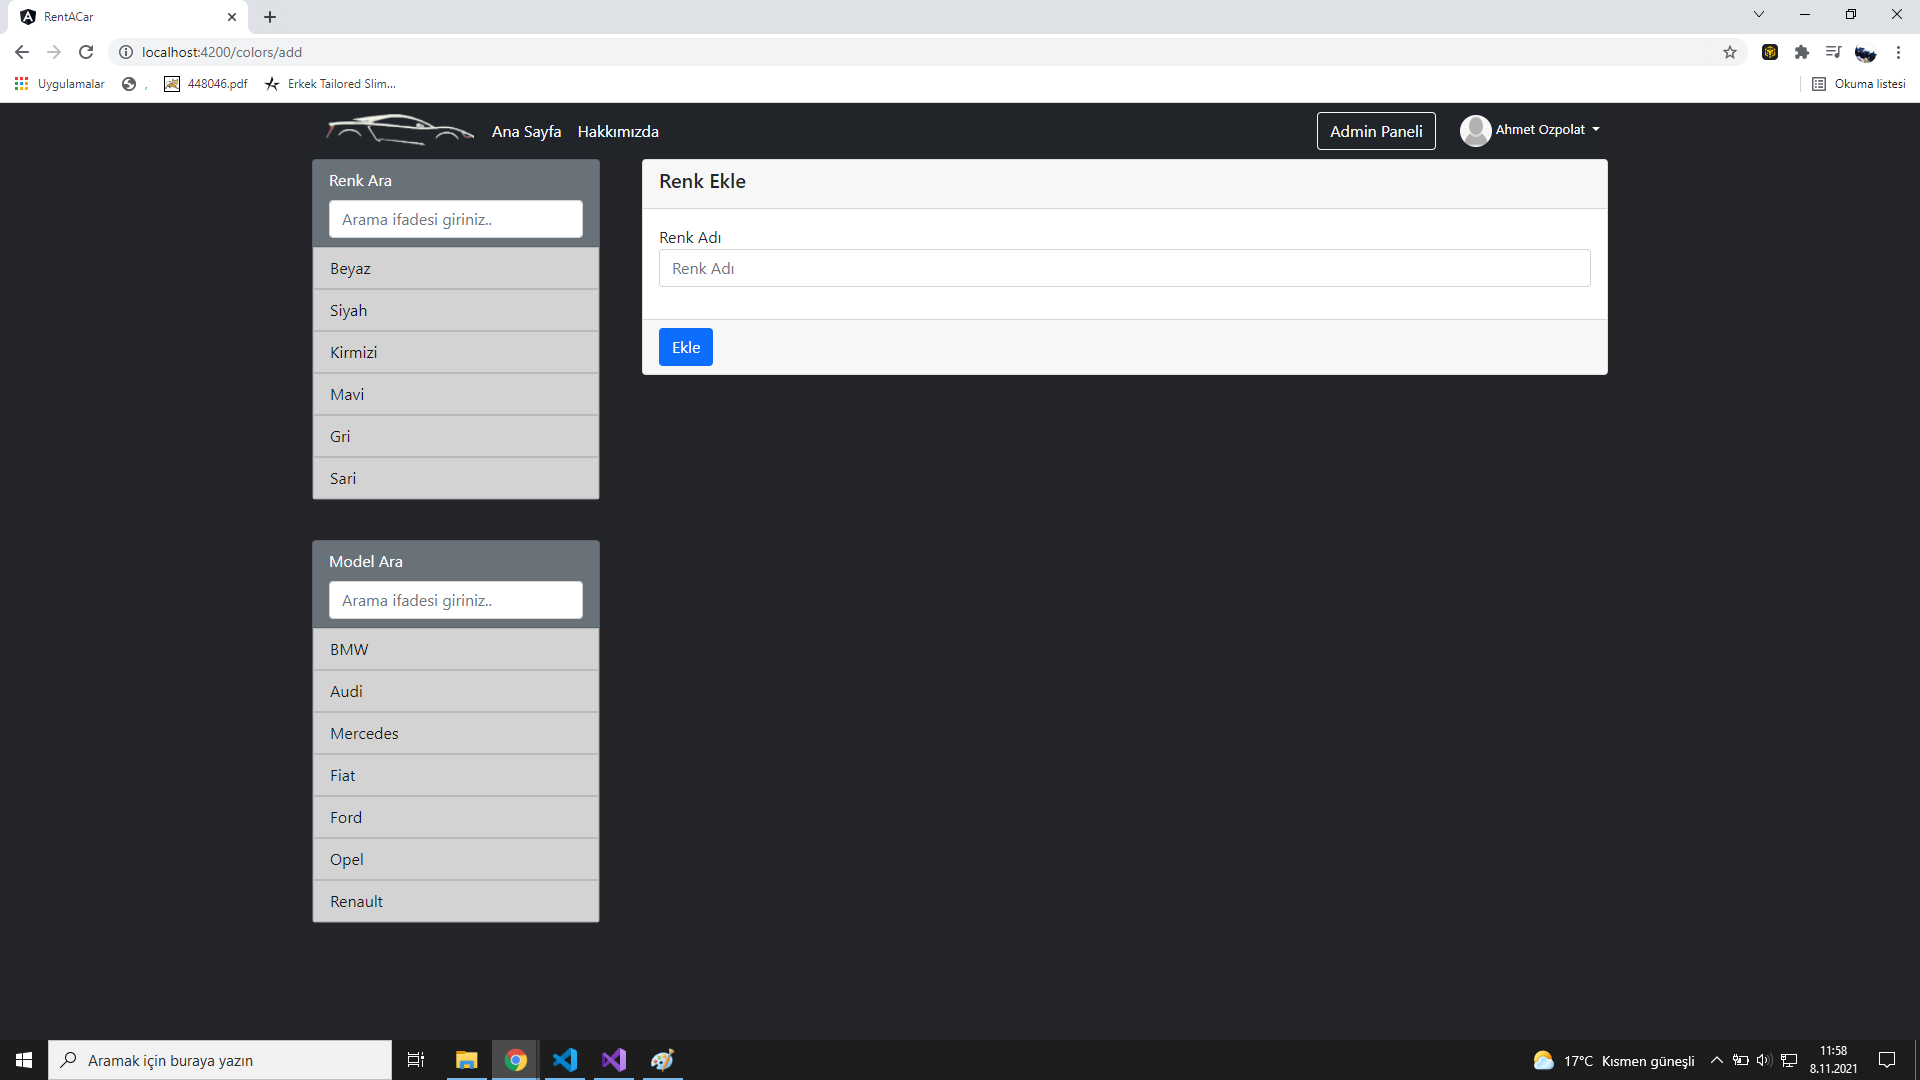 RentACar
localhost:4200/colors/add
Uygulamalar , 448046.pdf Erkek Tailored Slim... Okuma listesi
Ana Sayfa Hakkımızda Admin Paneli Ahmet Ozpolat
Renk Ara
Arama ifadesi giriniz..
Beyaz
Siyah
Kirmizi
Mavi
Gri
Sari
Model Ara
Arama ifadesi giriniz..
BMW
Audi
Mercedes
Fiat
Ford
Opel
Renault
Renk Ekle
Renk Adı
Renk Adı
Ekle
Aramak için buraya yazın
17°C Kısmen güneşli
11:58
8.11.2021